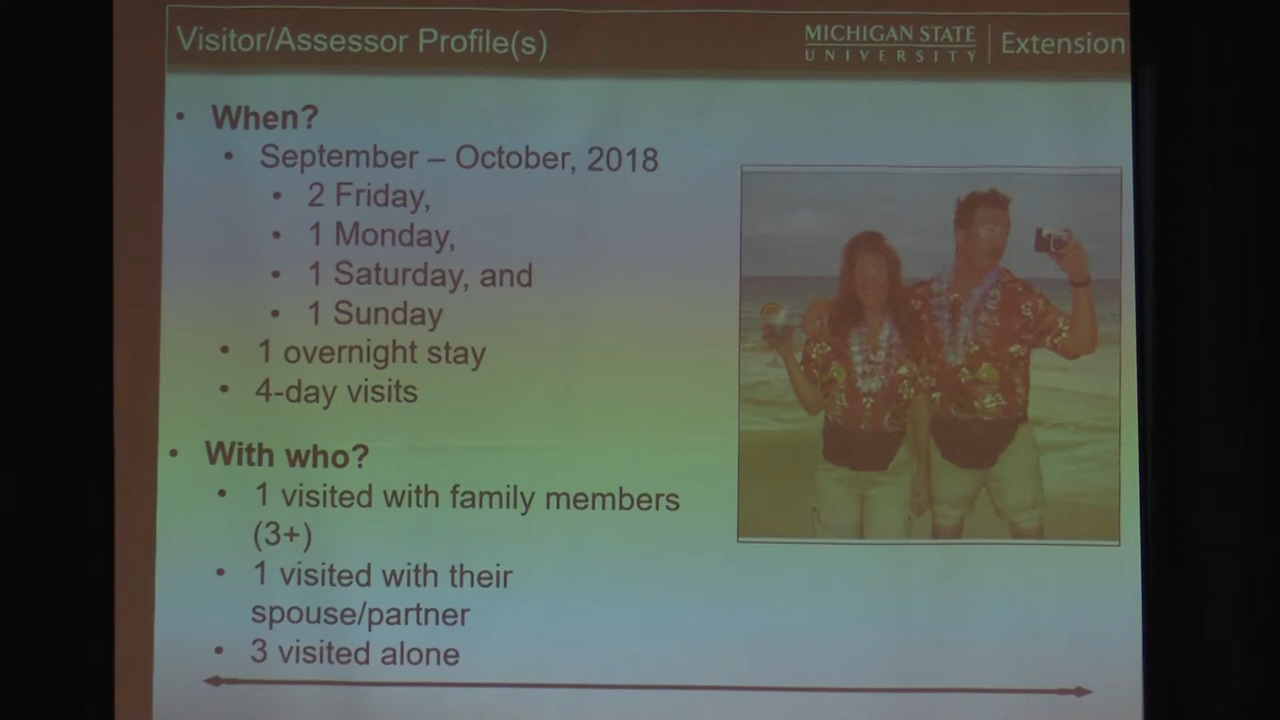 Visitor/Assessor Profile(s)
MICHIGAN STATE
UNIVERSITY
Extension
• When?
• September – October, 2018
• 2 Friday,
• 1 Monday,
• 1 Saturday, and
• 1 Sunday
• 1 overnight stay
• 4-day visits
• With who?
• 1 visited with family members
(3+)
• 1 visited with their
spouse/partner
• 3 visited alone